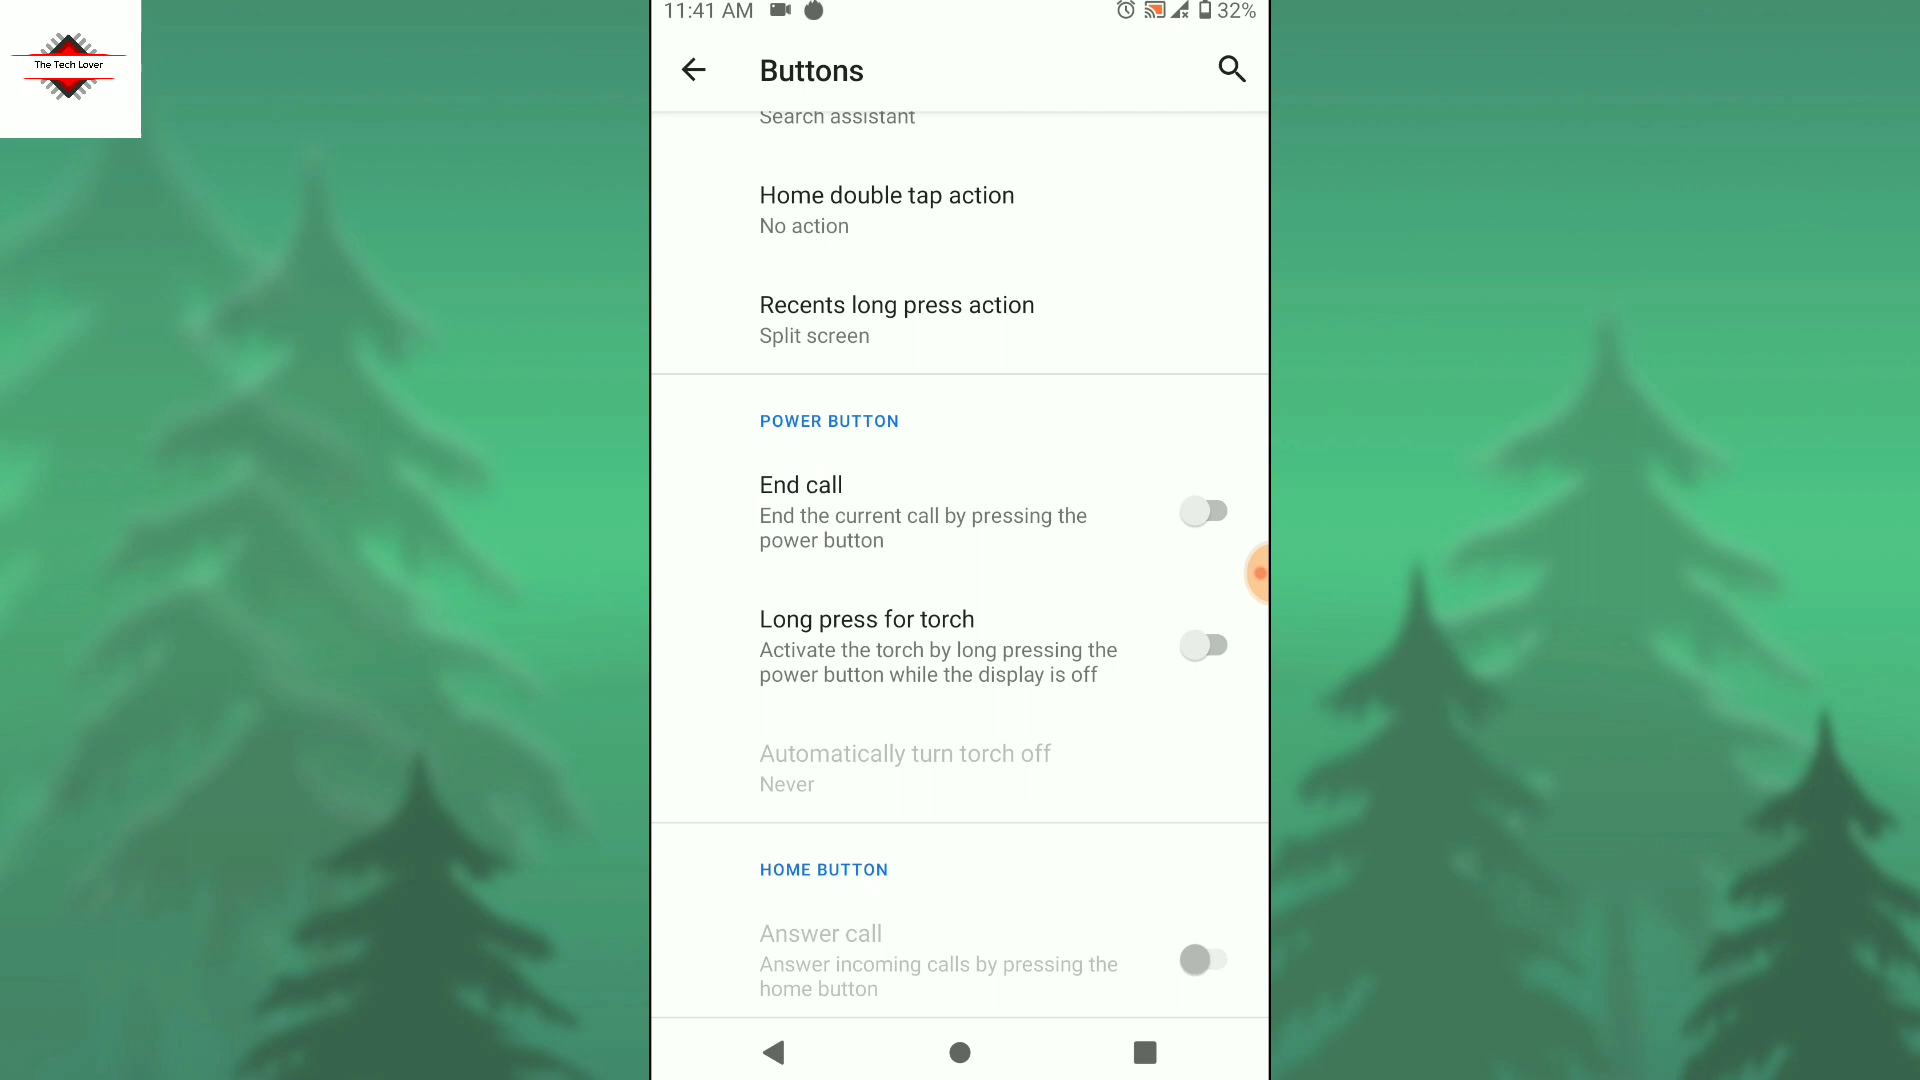 The Tech Lover
11:41 AM
32%
Buttons
Search assistant
Home double tap action
No action
Recents long press action
Split screen
POWER BUTTON
End call
End the current call by pressing the
power button
Long press for torch
Activate the torch by long pressing the
power button while the display is off
Automatically turn torch off
Never
HOME BUTTON
Answer call
Answer incoming calls by pressing the
home button